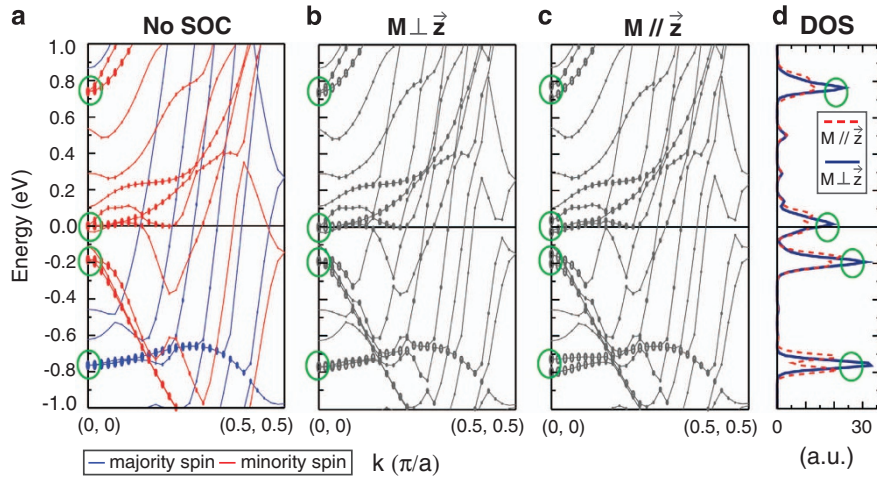 a No SOC b M ⊥ z⃗ c M // z⃗ d DOS
Energy (eV)
1.0
0.8
0.6
0.4
0.2
0.0
-0.2
-0.4
-0.6
-0.8
-1.0
M // z⃗
M ⊥ z⃗
(0, 0) (0.5, 0.5) (0, 0) (0.5, 0.5) (0, 0) (0.5, 0.5) 0 30
majority spin minority spin k (π/a) (a.u.)